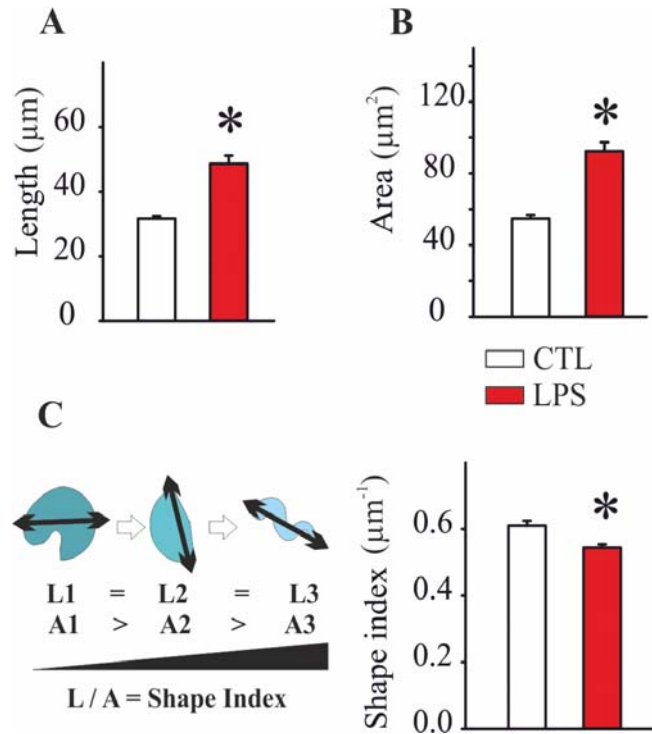 A
Length (µm)
60
40
20
0
*
B
Area (µm²)
120
80
40
0
*
CTL
LPS
C
L1 = L2 = L3
A1 > A2 > A3
L / A = Shape Index
Shape index (µm⁻¹)
0.6
0.4
0.2
0.0
*